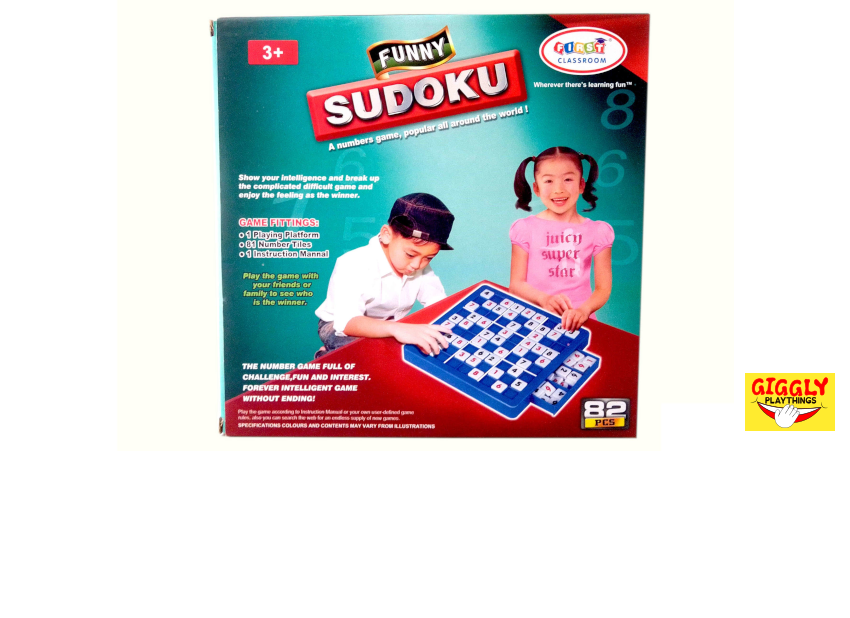 3+
FUNNY
SUDOKU
A numbers game, popular all around the world !
FIRST
CLASSROOM
Wherever there's learning fun™
8
6
5
Show your intelligence and break up
the complicated difficult game and
enjoy the feeling as the winner.
GAME FITTINGS:
• 1 Playing Platform
• 81 Number Tiles
• 1 Instruction Mannal
Play the game with
your friends or
family to see who
is the winner.
juicy
super
star
THE NUMBER GAME FULL OF
CHALLENGE,FUN AND INTEREST.
FOREVER INTELLIGENT GAME
WITHOUT ENDING!
Play the game according to Instruction Manual or your own user-defined game
rules. also you can search the web for an endless supply of new games.
SPECIFICATIONS COLOURS AND CONTENTS MAY VARY FROM ILLUSTRATIONS
82
PCS
GIGGLY
PLAYTHINGS